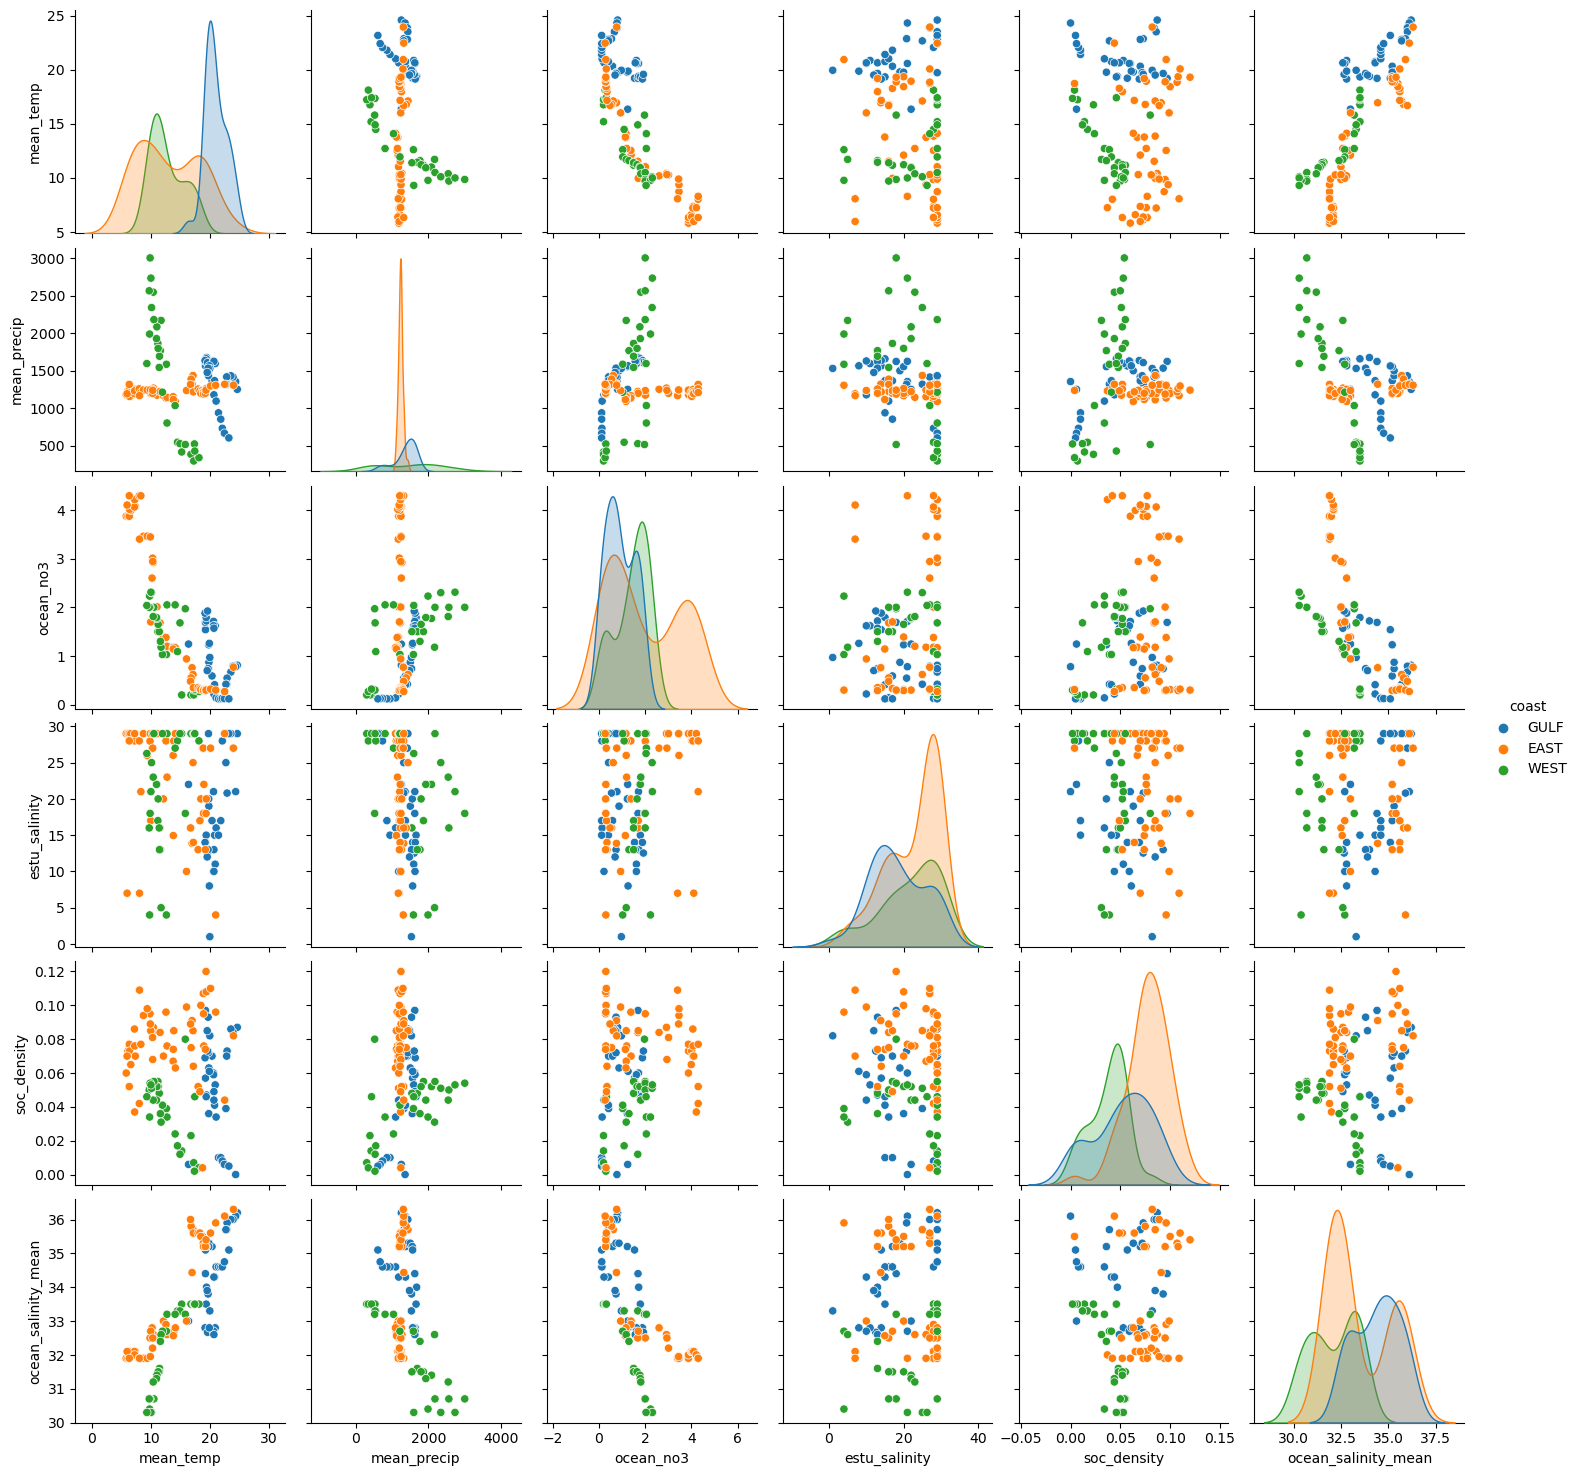 25
20
15
10
5
mean_temp
3000
2500
2000
1500
1000
500
mean_precip
4
3
2
1
0
ocean_no3
30
25
20
15
10
5
0
estu_salinity
0.12
0.10
0.08
0.06
0.04
0.02
0.00
soc_density
36
35
34
33
32
31
30
ocean_salinity_mean
0 10 20 30
mean_temp
0 2000 4000
mean_precip
−2 0 2 4 6
ocean_no3
0 20 40
estu_salinity
−0.05 0.00 0.05 0.10 0.15
soc_density
30.0 32.5 35.0 37.5
ocean_salinity_mean
coast
GULF
EAST
WEST